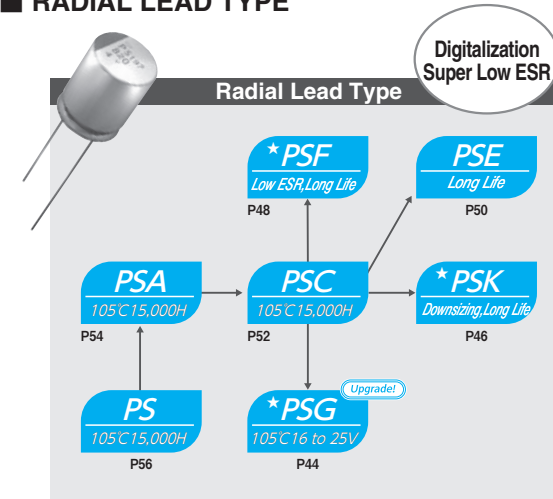 ■ RADIAL LEAD TYPE
Digitalization
Super Low ESR
Radial Lead Type
★PSF
Low ESR,Long Life
P48
PSE
Long Life
P50
PSA
105℃15,000H
P54
PSC
105℃15,000H
P52
★PSK
Downsizing,Long Life
P46
PS
105℃15,000H
P56
Upgrade!
★PSG
105℃16 to 25V
P44